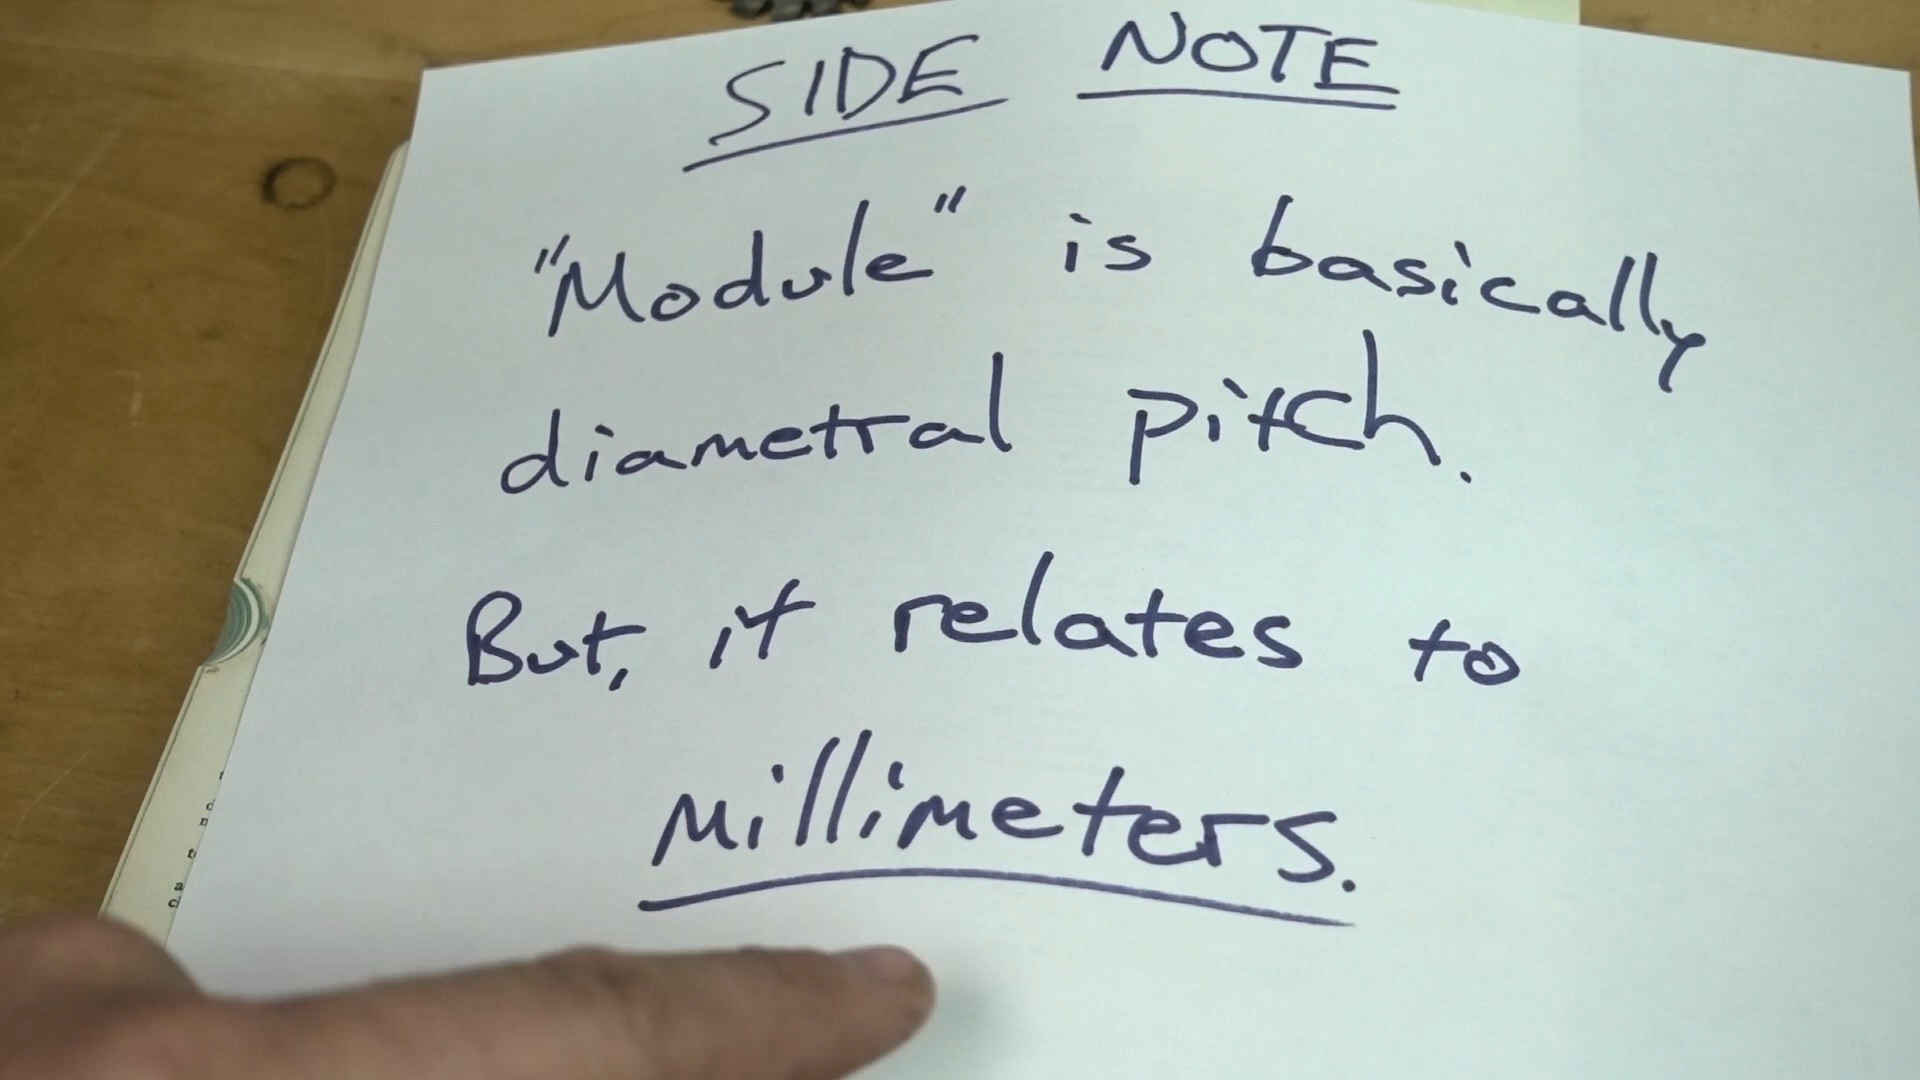 SIDE NOTE
"Module" is basically
diametral pitch.
But, it relates to
Millimeters.